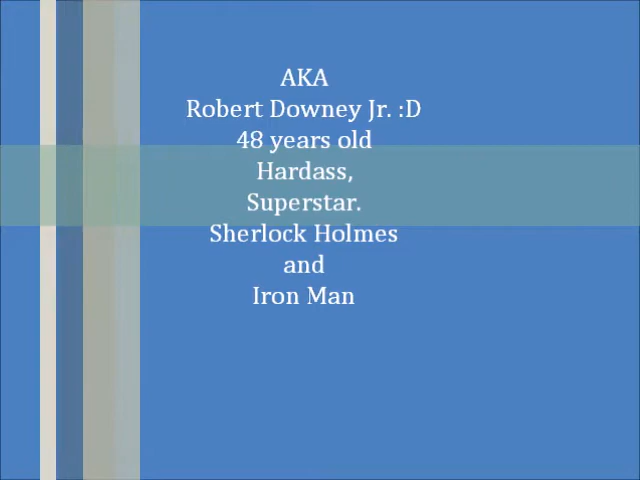 AKA
Robert Downey Jr. :D
48 years old
Hardass,
Superstar.
Sherlock Holmes
and
Iron Man